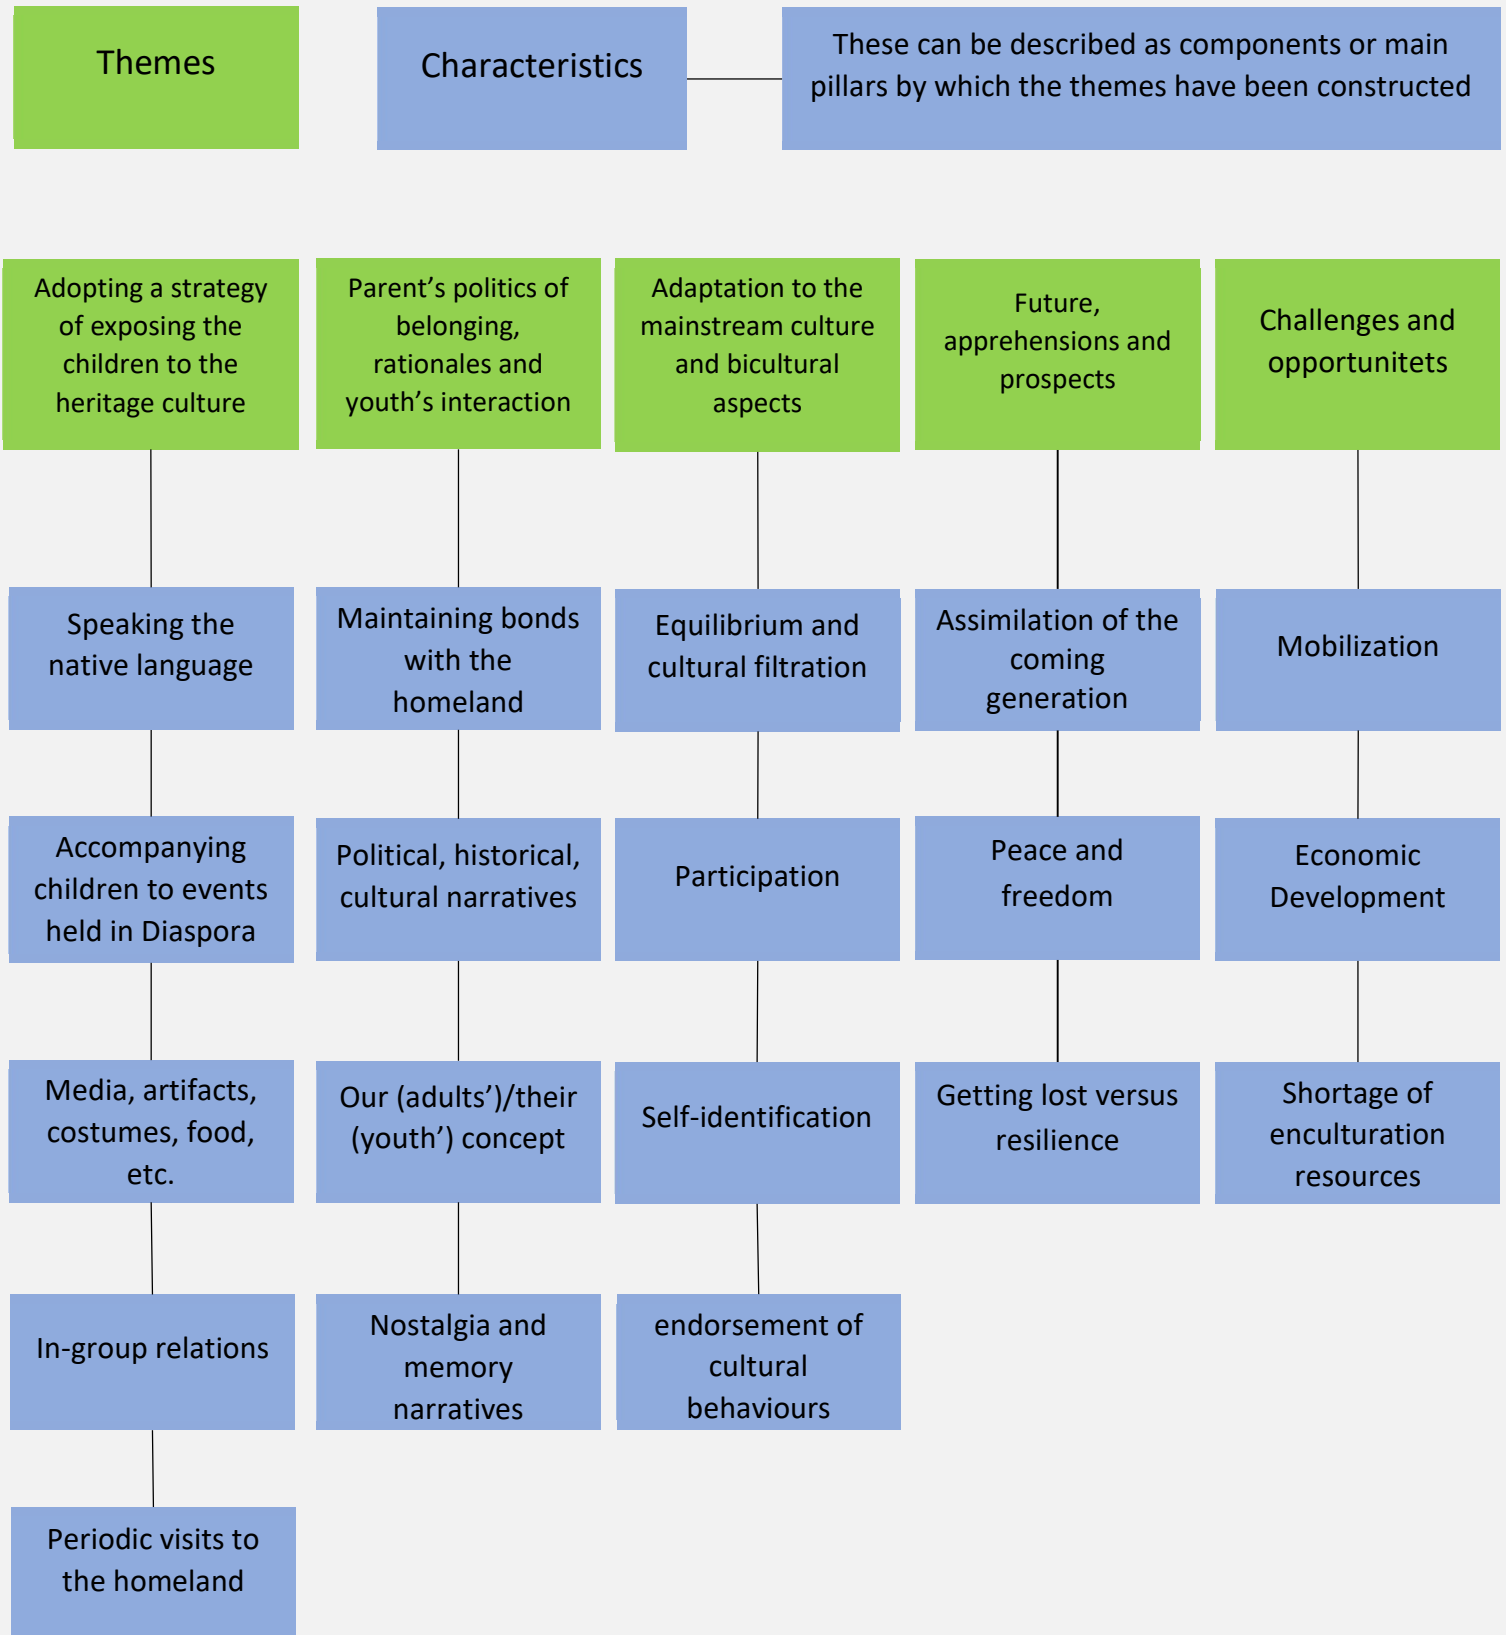 Themes
Characteristics
These can be described as components or main
pillars by which the themes have been constructed
Adopting a strategy
of exposing the
children to the
heritage culture
Parent’s politics of
belonging,
rationales and
youth’s interaction
Adaptation to the
mainstream culture
and bicultural
aspects
Future,
apprehensions and
prospects
Challenges and
opportunitets
Speaking the
native language
Maintaining bonds
with the
homeland
Equilibrium and
cultural filtration
Assimilation of the
coming
generation
Mobilization
Accompanying
children to events
held in Diaspora
Political, historical,
cultural narratives
Participation
Peace and
freedom
Economic
Development
Media, artifacts,
costumes, food,
etc.
Our (adults’)/their
(youth’) concept
Self-identification
Getting lost versus
resilience
Shortage of
enculturation
resources
In-group relations
Nostalgia and
memory
narratives
endorsement of
cultural
behaviours
Periodic visits to
the homeland